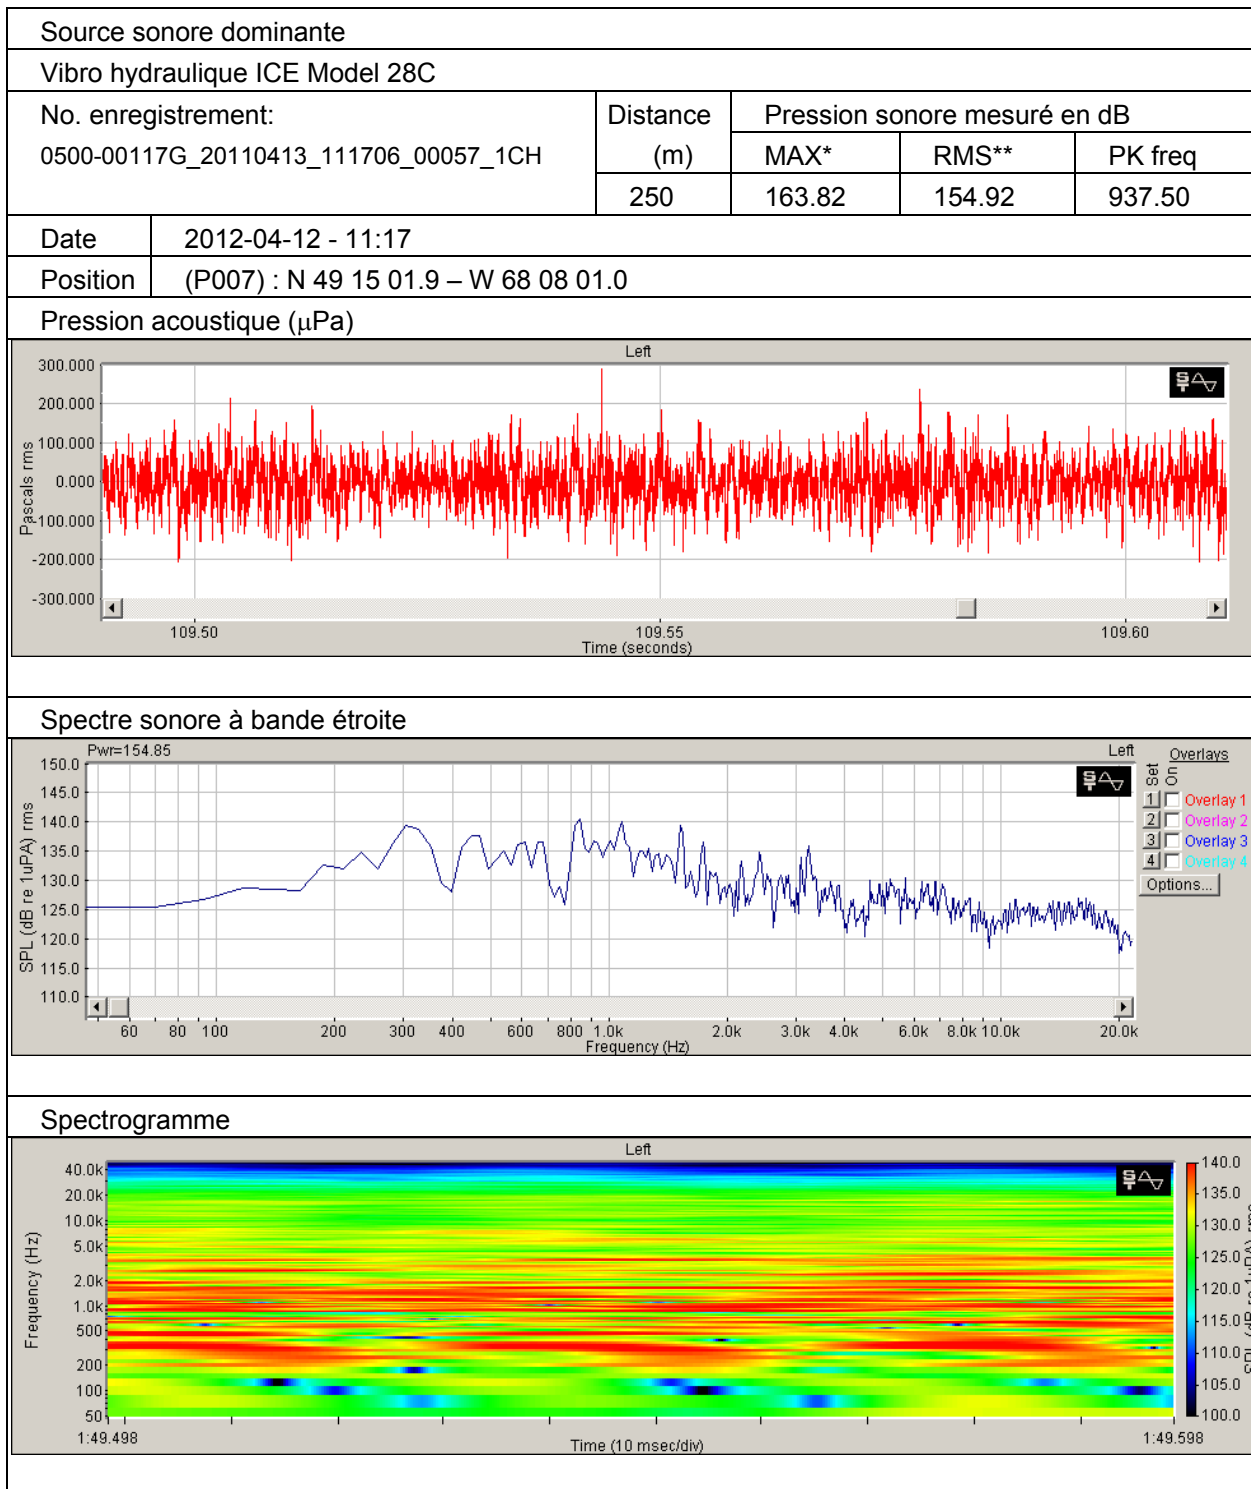 Source sonore dominante
Vibro hydraulique ICE Model 28C
No. enregistrement:
0500-00117G_20110413_111706_00057_1CH
Distance
(m)
Pression sonore mesuré en dB
MAX* RMS** PK freq
250 163.82 154.92 937.50
Date 2012-04-12 - 11:17
Position (P007) : N 49 15 01.9 – W 68 08 01.0
Pression acoustique (µPa)
Left
300.000
200.000
100.000
0.000
-100.000
-200.000
-300.000
Pascals rms
109.50 109.55 109.60
Time (seconds)
Spectre sonore à bande étroite
Pwr=154.85 Left
150.0
145.0
140.0
135.0
130.0
125.0
120.0
115.0
110.0
SPL (dB re 1uPA) rms
60 80 100 200 300 400 600 800 1.0k 2.0k 3.0k 4.0k 6.0k 8.0k 10.0k 20.0k
Frequency (Hz)
Overlays
Set On
1 Overlay 1
2 Overlay 2
3 Overlay 3
4 Overlay 4
Options...
Spectrogramme
Left
40.0k
20.0k
10.0k
5.0k
2.0k
1.0k
500
200
100
50
Frequency (Hz)
1:49.498 1:49.598
Time (10 msec/div)
140.0
135.0
130.0
125.0
120.0
115.0
110.0
105.0
100.0
SPL (dB re 1uPA) rms